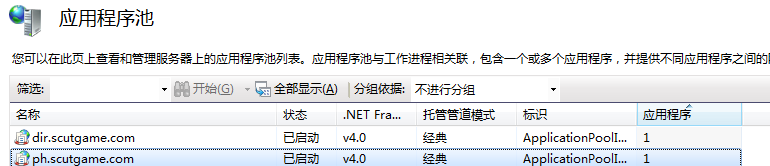 应用程序池
您可以在此页上查看和管理服务器上的应用程序池列表。应用程序池与工作进程相关联,包含一个或多个应用程序,并提供不同应用程序之间的
筛选: 开始(G) 全部显示(A) 分组依据: 不进行分组
名称 状态 .NET Fra... 托管管道模式 标识 应用程序
dir.scutgame.com 已启动 v4.0 经典 ApplicationPoolI... 1
ph.scutgame.com 已启动 v4.0 经典 ApplicationPoolI... 1